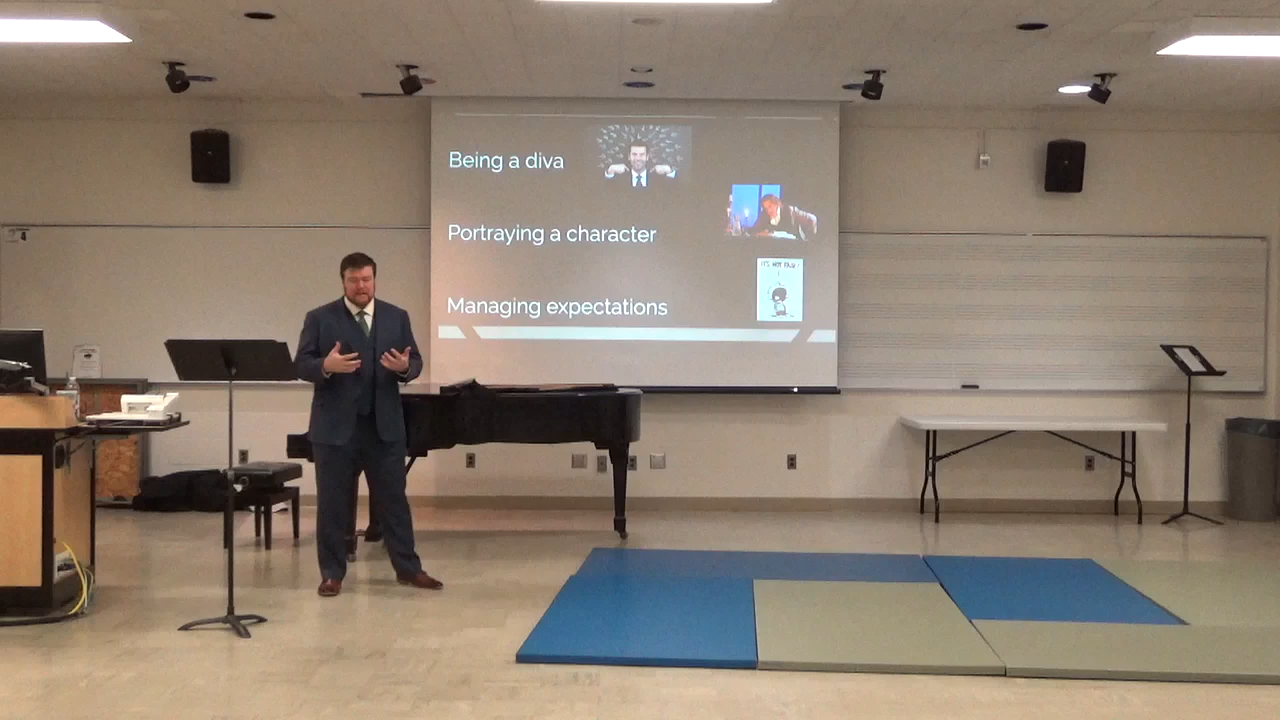 Being a diva
Portraying a character
IT'S NOT FAIR!
Managing expectations